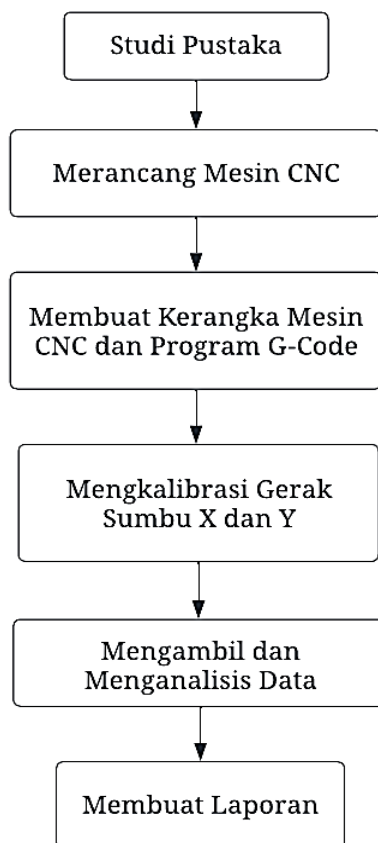 Studi Pustaka
Merancang Mesin CNC
Membuat Kerangka Mesin
CNC dan Program G-Code
Mengkalibrasi Gerak
Sumbu X dan Y
Mengambil dan
Menganalisis Data
Membuat Laporan